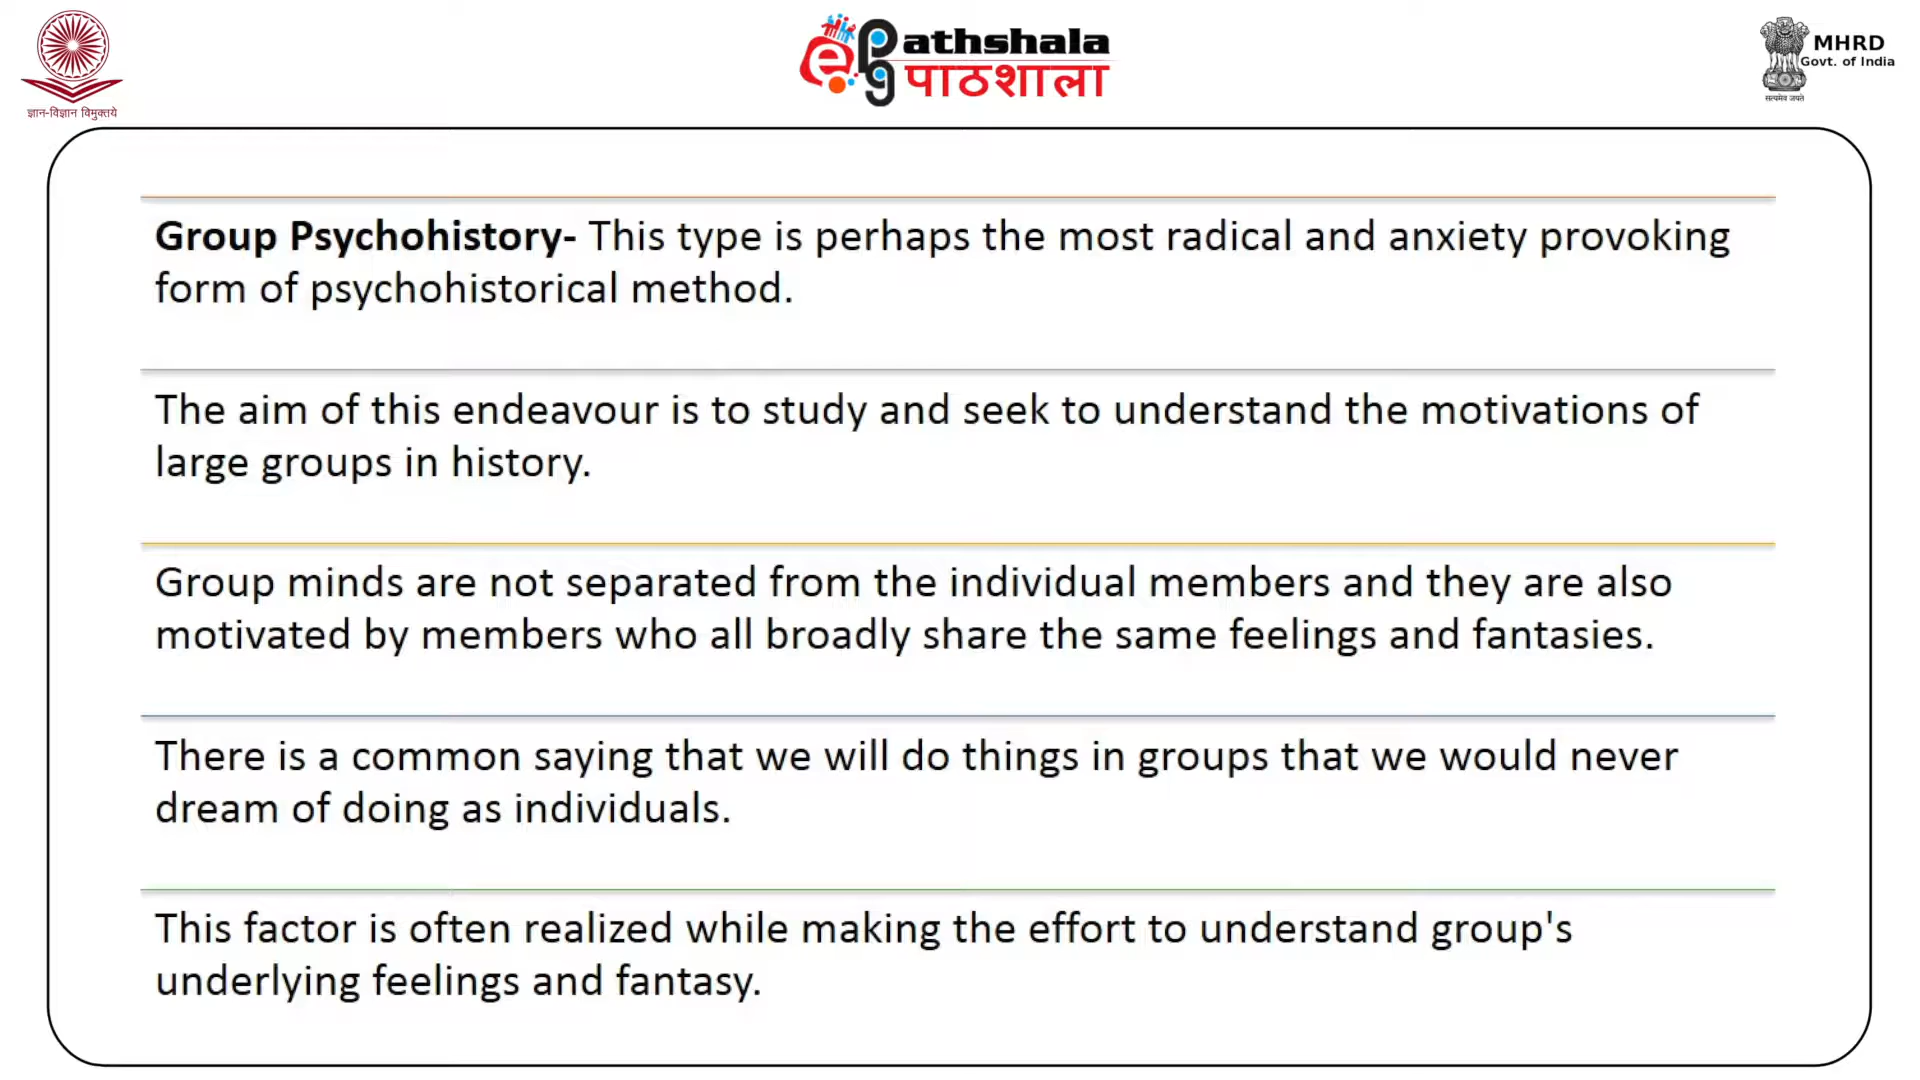 ज्ञान-विज्ञान विमुक्तये
e pg athshala
पाठशाला
MHRD
Govt. of India
सत्यमेव जयते
Group Psychohistory- This type is perhaps the most radical and anxiety provoking
form of psychohistorical method.
The aim of this endeavour is to study and seek to understand the motivations of
large groups in history.
Group minds are not separated from the individual members and they are also
motivated by members who all broadly share the same feelings and fantasies.
There is a common saying that we will do things in groups that we would never
dream of doing as individuals.
This factor is often realized while making the effort to understand group's
underlying feelings and fantasy.